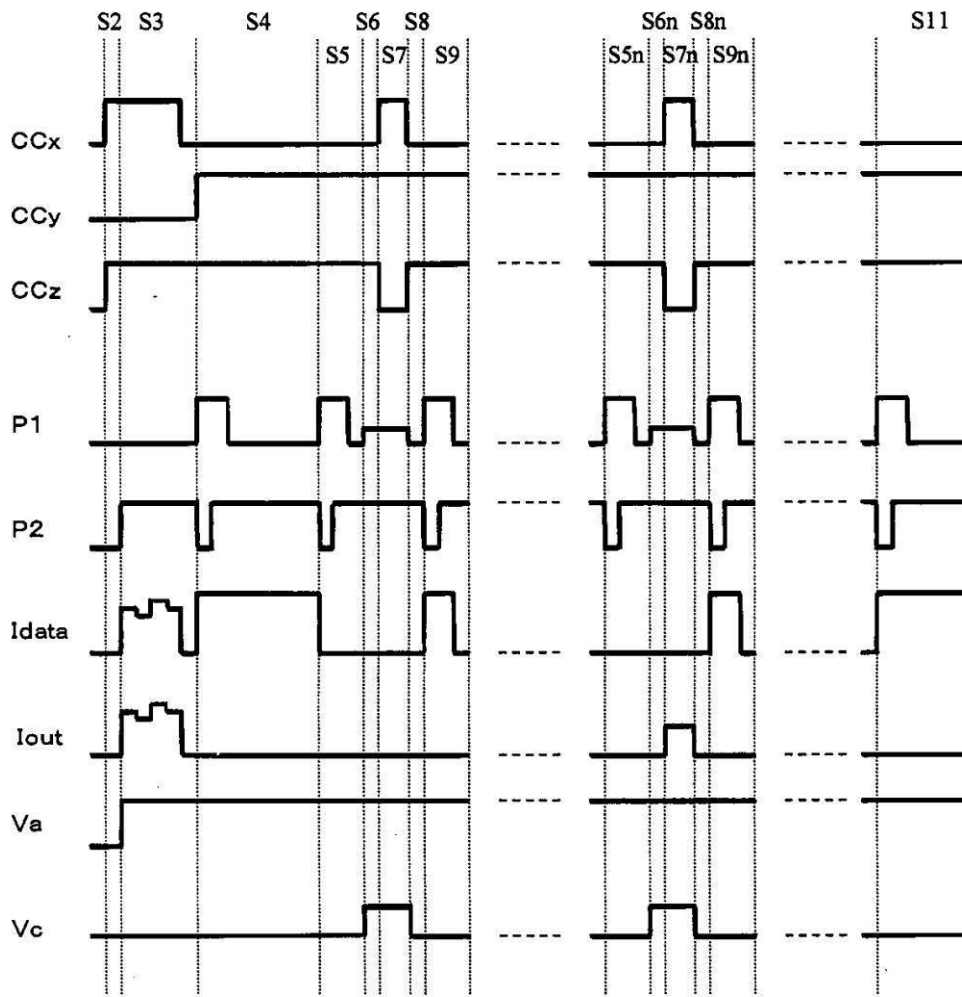 S2 S3 S4 S6 S8 S6n S8n S11
S5 S7 S9 S5n S7n S9n
CCx
CCy
CCz
P1
P2
Idata
Iout
Va
Vc